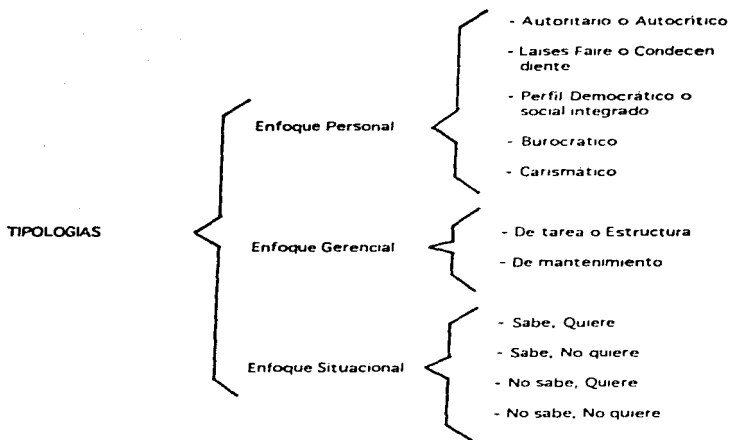 TIPOLOGIAS
Enfoque Personal
- Autoritario o Autocrítico
- Laises Faire o Condecen
diente
- Perfil Democrático o
social integrado
- Burocratico
- Carismático
Enfoque Gerencial
- De tarea o Estructura
- De mantenimiento
Enfoque Situacional
- Sabe, Quiere
- Sabe, No quiere
- No sabe, Quiere
- No sabe, No quiere